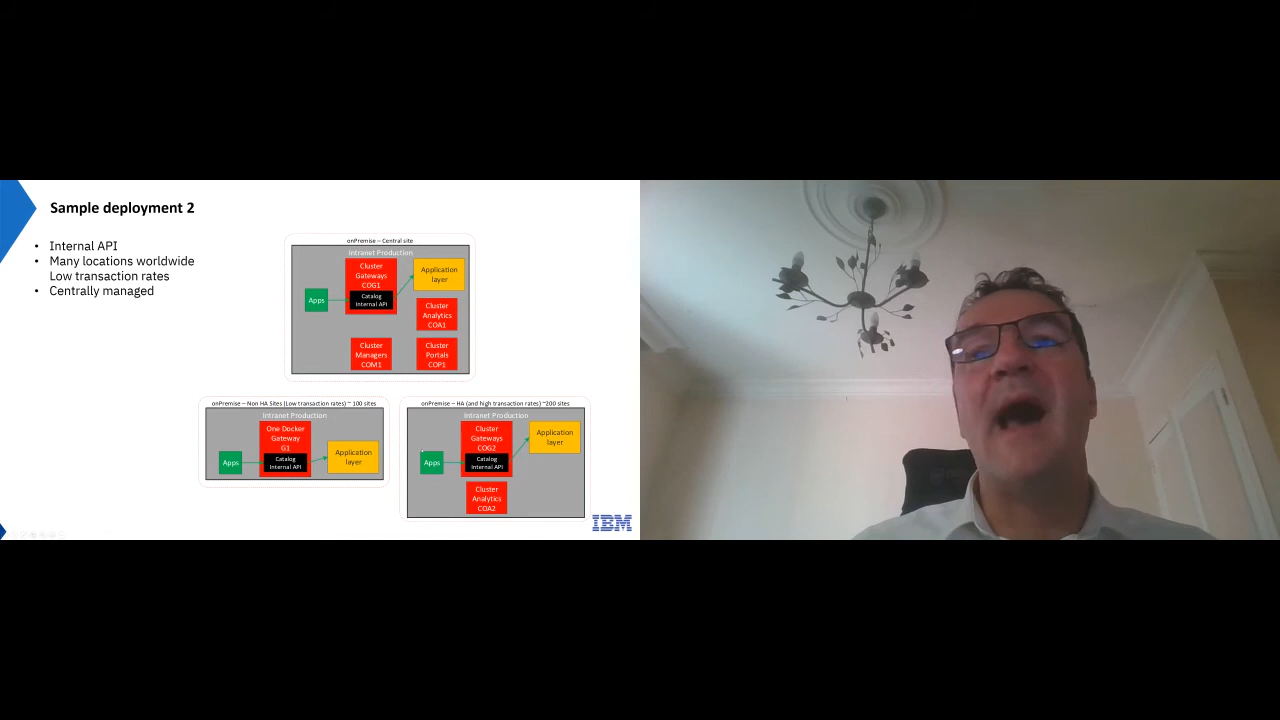 Sample deployment 2
• Internal API
• Many locations worldwide
Low transaction rates
• Centrally managed
onPremise – Central site
Intranet Production
Cluster
Gateways
COG1
Catalog
Internal API
Apps
Application
layer
Cluster
Analytics
COA1
Cluster
Managers
COM1
Cluster
Portals
COP1
onPremise – Non HA Sites (Low transaction rates) ~ 100 sites
Intranet Production
One Docker
Gateway
G1
Catalog
Internal API
Apps
Application
layer
onPremise – HA (and high transaction rates) ~200 sites
Intranet Production
Cluster
Gateways
COG2
Catalog
Internal API
Apps
Application
layer
Cluster
Analytics
COA2
IBM